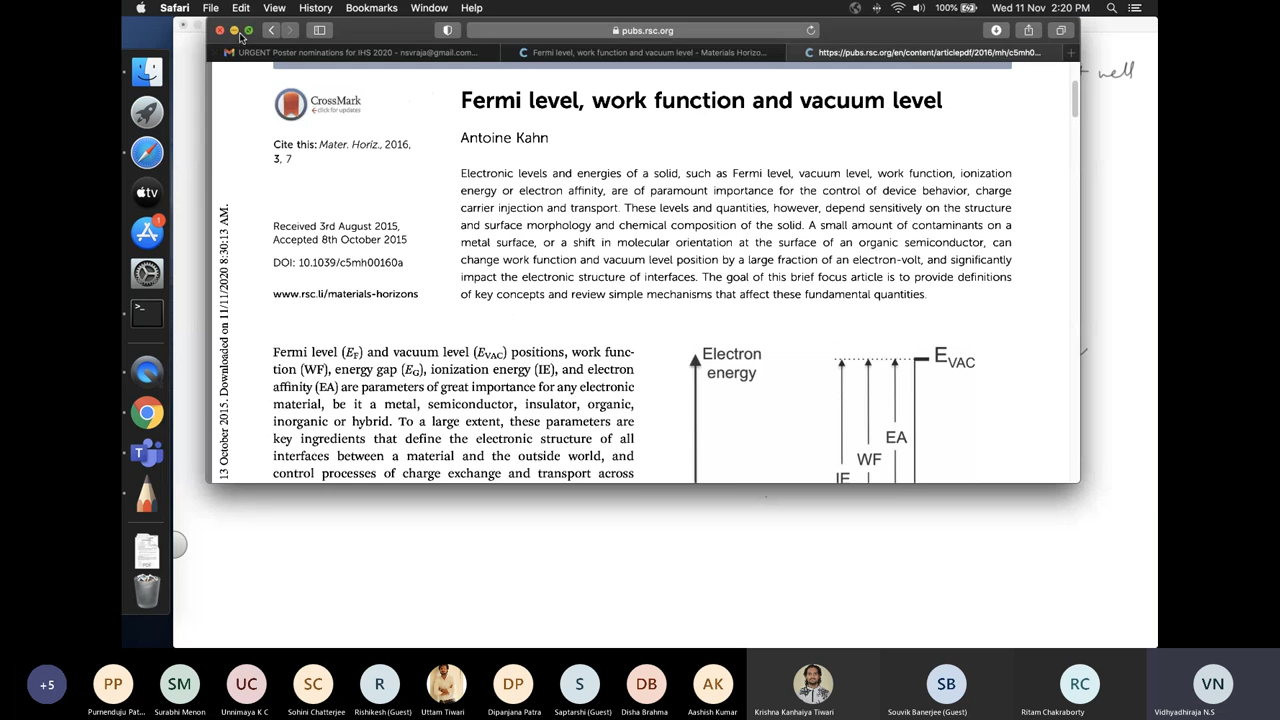 Safari File Edit View History Bookmarks Window Help 100% Wed 11 Nov 2:20 PM
pubs.rsc.org
URGENT Poster nominations for IHS 2020 - nsvraja@gmail.com...
Fermi level, work function and vacuum level - Materials Horizo...
https://pubs.rsc.org/en/content/articlepdf/2016/mh/c5mh0...
well
CrossMark
click for updates
Cite this: Mater. Horiz., 2016,
3, 7
Received 3rd August 2015,
Accepted 8th October 2015
DOI: 10.1039/c5mh00160a
www.rsc.li/materials-horizons
13 October 2015. Downloaded on 11/11/2020 8:30:13 AM.
Fermi level, work function and vacuum level
Antoine Kahn
Electronic levels and energies of a solid, such as Fermi level, vacuum level, work function, ionization
energy or electron affinity, are of paramount importance for the control of device behavior, charge
carrier injection and transport. These levels and quantities, however, depend sensitively on the structure
and surface morphology and chemical composition of the solid. A small amount of contaminants on a
metal surface, or a shift in molecular orientation at the surface of an organic semiconductor, can
change work function and vacuum level position by a large fraction of an electron-volt, and significantly
impact the electronic structure of interfaces. The goal of this brief focus article is to provide definitions
of key concepts and review simple mechanisms that affect these fundamental quantities.
Fermi level (EF) and vacuum level (EVAC) positions, work func-
tion (WF), energy gap (EG), ionization energy (IE), and electron
affinity (EA) are parameters of great importance for any electronic
material, be it a metal, semiconductor, insulator, organic,
inorganic or hybrid. To a large extent, these parameters are
key ingredients that define the electronic structure of all
interfaces between a material and the outside world, and
control processes of charge exchange and transport across
Electron
energy
EVAC
EA
WF
IE
tv
1
PDF
+5
PP
SM
UC
SC
R
DP
S
DB
AK
SB
RC
VN
Purnenduju Pat...
Surabhi Menon
Unnimaya K C
Sohini Chatterjee
Rishikesh (Guest)
Uttam Tiwari
Dipanjana Patra
Saptarshi (Guest)
Disha Brahma
Aashish Kumar
Krishna Kanhaiya Tiwari
Souvik Banerjee (Guest)
Ritam Chakraborty
Vidhyadhiraja N.S